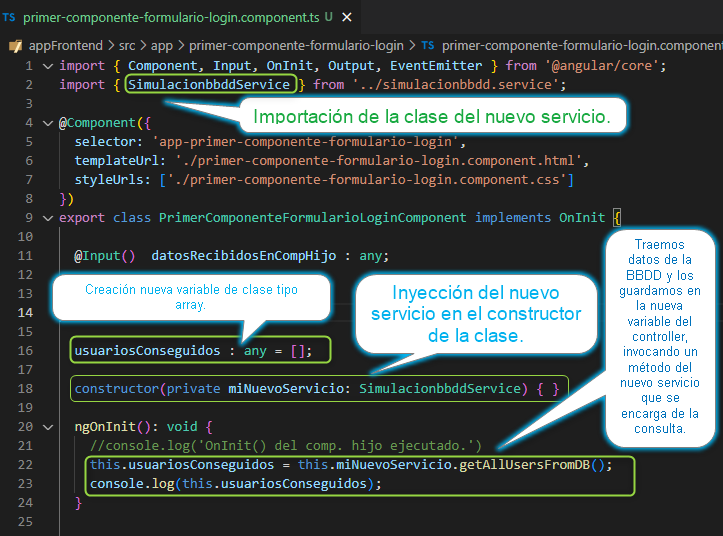 TS primer-componente-formulario-login.component.ts U ×
appFrontend > src > app > primer-componente-formulario-login > TS primer-componente-formulario-login.component
1 import { Component, Input, OnInit, Output, EventEmitter } from '@angular/core';
2 import { SimulacionbbddService } from '../simulacionbbdd.service';
3
Importación de la clase del nuevo servicio.
4 @Component({
5 selector: 'app-primer-componente-formulario-login',
6 templateUrl: './primer-componente-formulario-login.component.html',
7 styleUrls: ['./primer-componente-formulario-login.component.css']
8 })
9 export class PrimerComponenteFormularioLoginComponent implements OnInit {
10
11 @Input()  datosRecibidosEnCompHijo : any;
12
Creación nueva variable de clase tipo
array.
Inyección del nuevo
servicio en el constructor
de la clase.
Traemos
datos de la
BBDD y los
guardamos en
la nueva
variable del
controller,
invocando un
método del
nuevo servicio
que se
encarga de la
consulta.
13
14
15
16 usuariosConseguidos : any = [];
17
18 constructor(private miNuevoServicio: SimulacionbbddService) { }
19
20 ngOnInit(): void {
21 //console.log('OnInit() del comp. hijo ejecutado.')
22 this.usuariosConseguidos = this.miNuevoServicio.getAllUsersFromDB();
23 console.log(this.usuariosConseguidos);
24 }
25